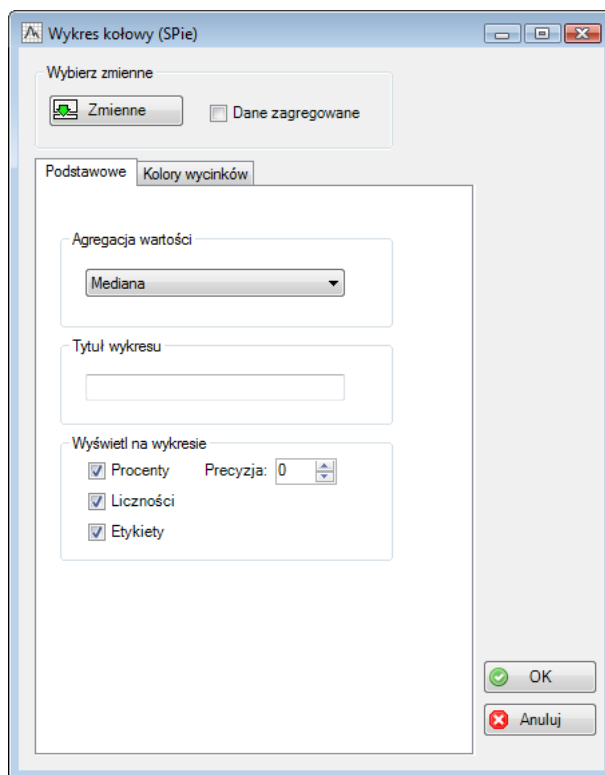 Wykres kołowy (SPie)
Wybierz zmienne
Zmienne Dane zagregowane
Podstawowe Kolory wycinków
Agregacja wartości
Mediana
Tytuł wykresu
Wyświetl na wykresie
Procenty Precyzja: 0
Liczności
Etykiety
OK
Anuluj